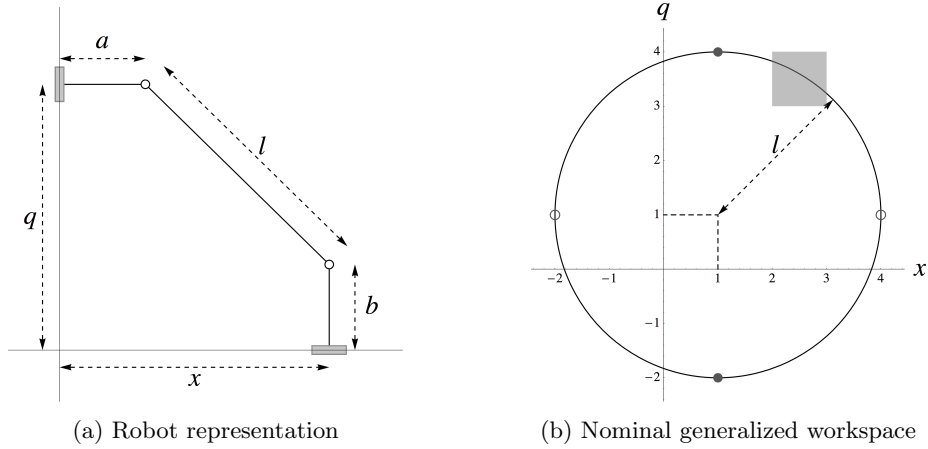 a
l
q
b
x
(a) Robot representation
q
4
3
l
2
1
x
−2
−1
1
2
3
4
−1
−2
(b) Nominal generalized workspace